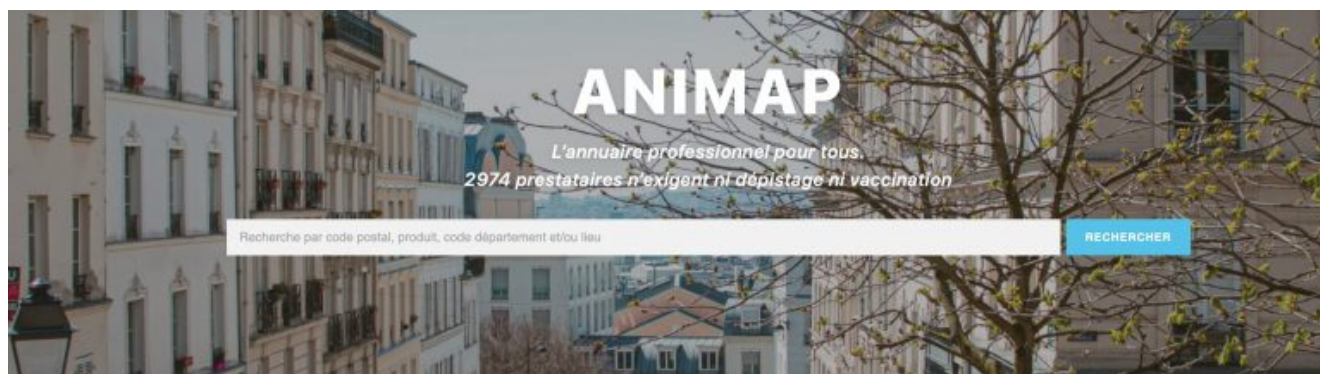 ANIMAP
L'annuaire professionnel pour tous.
2974 prestataires n'exigent ni dépistage ni vaccination
Recherche par code postal, produit, code département et/ou lieu
RECHERCHER